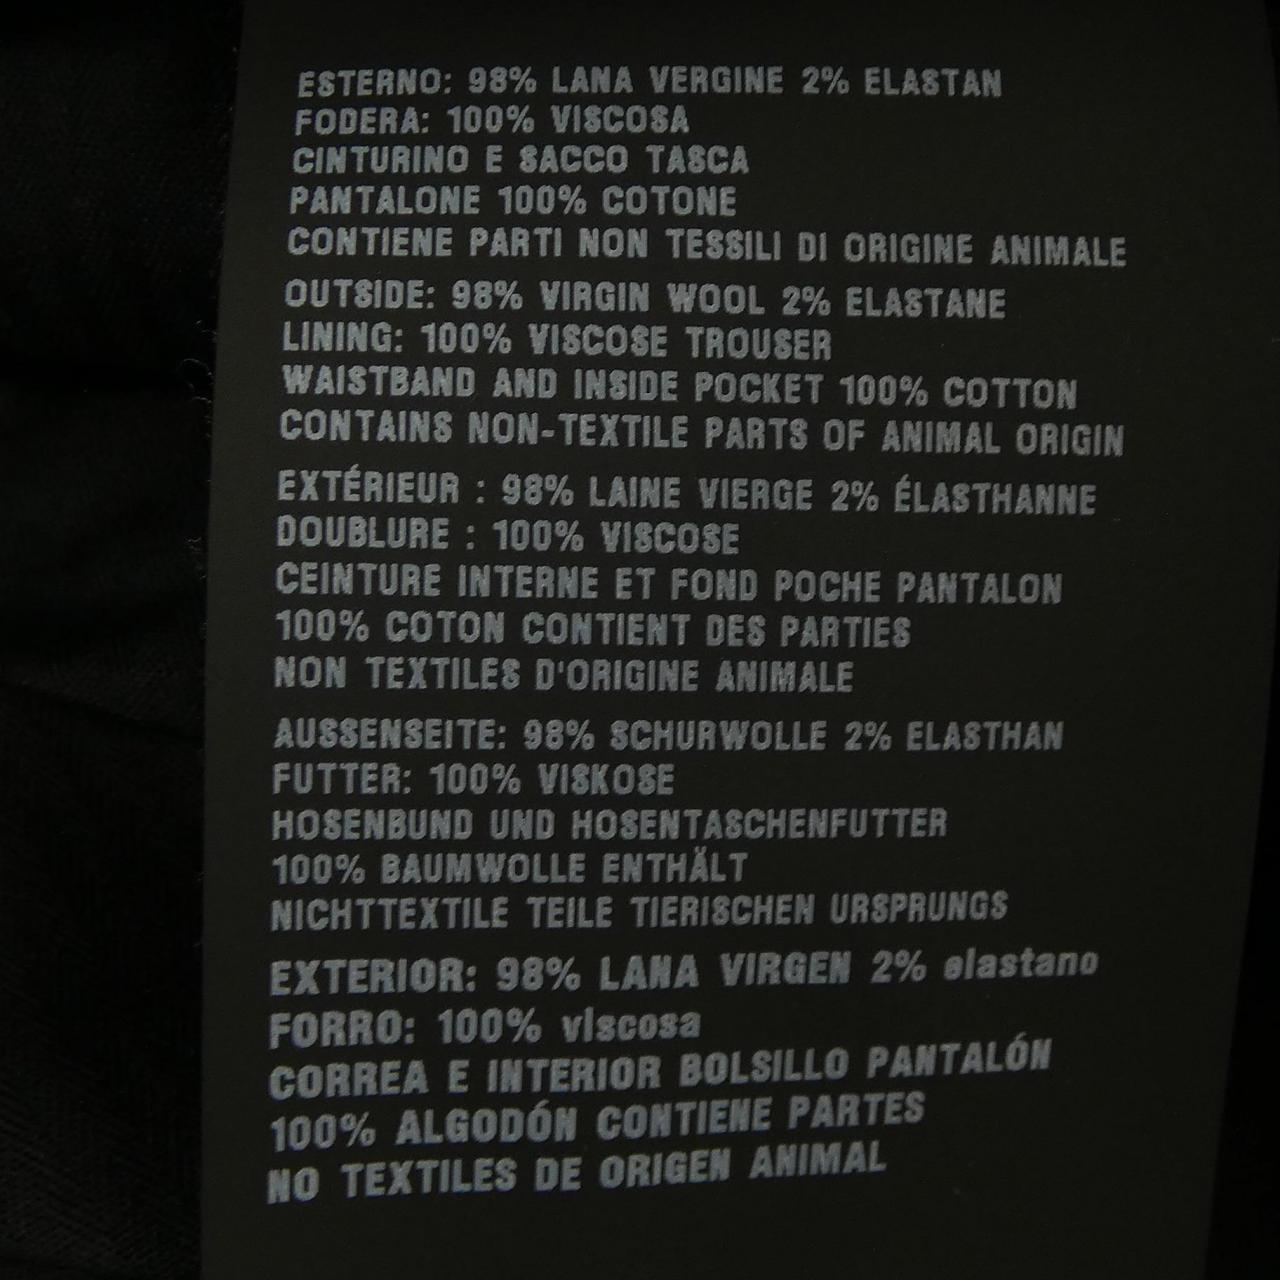 ESTERNO: 98% LANA VERGINE 2% ELASTAN
FODERA: 100% VISCOSA
CINTURINO E SACCO TASCA
PANTALONE 100% COTONE
CONTIENE PARTI NON TESSILI DI ORIGINE ANIMALE
OUTSIDE: 98% VIRGIN WOOL 2% ELASTANE
LINING: 100% VISCOSE TROUSER
WAISTBAND AND INSIDE POCKET 100% COTTON
CONTAINS NON-TEXTILE PARTS OF ANIMAL ORIGIN
EXTÉRIEUR : 98% LAINE VIERGE 2% ÉLASTHANNE
DOUBLURE : 100% VISCOSE
CEINTURE INTERNE ET FOND POCHE PANTALON
100% COTON CONTIENT DES PARTIES
NON TEXTILES D'ORIGINE ANIMALE
AUSSENSEITE: 98% SCHURWOLLE 2% ELASTHAN
FUTTER: 100% VISKOSE
HOSENBUND UND HOSENTASCHENFUTTER
100% BAUMWOLLE ENTHÄLT
NICHTTEXTILE TEILE TIERISCHEN URSPRUNGS
EXTERIOR: 98% LANA VIRGEN 2% elastano
FORRO: 100% viscosa
CORREA E INTERIOR BOLSILLO PANTALÓN
100% ALGODÓN CONTIENE PARTES
NO TEXTILES DE ORIGEN ANIMAL